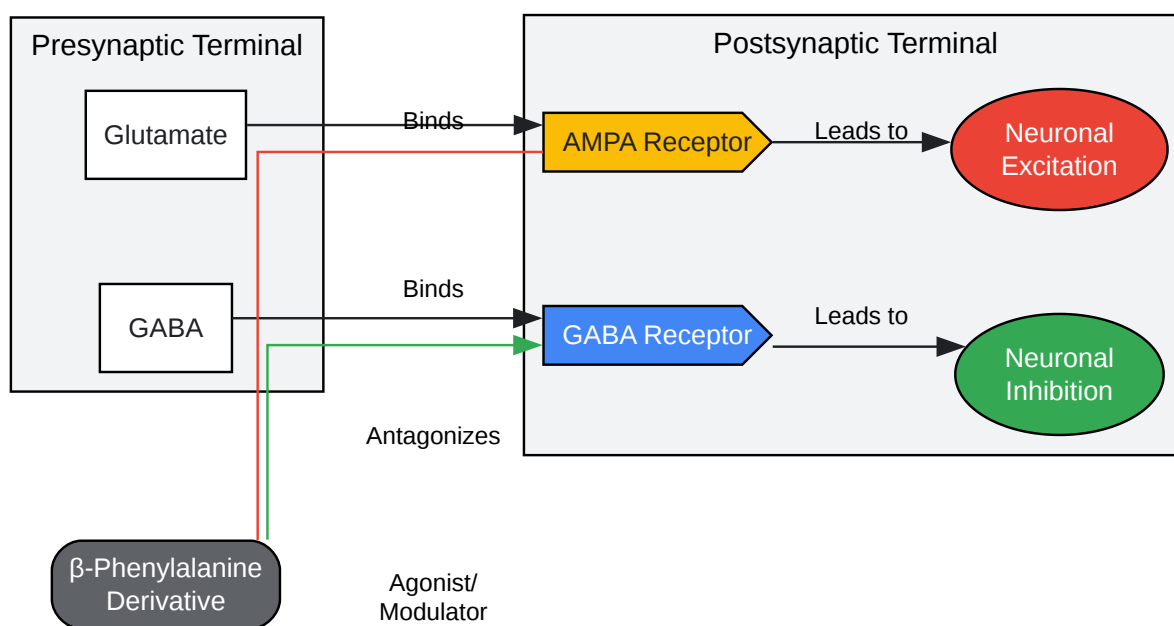 Presynaptic Terminal
Postsynaptic Terminal
Glutamate
Binds
AMPA Receptor
Leads to
Neuronal
Excitation
GABA
Binds
GABA Receptor
Leads to
Neuronal
Inhibition
Antagonizes
β-Phenylalanine
Derivative
Agonist/
Modulator